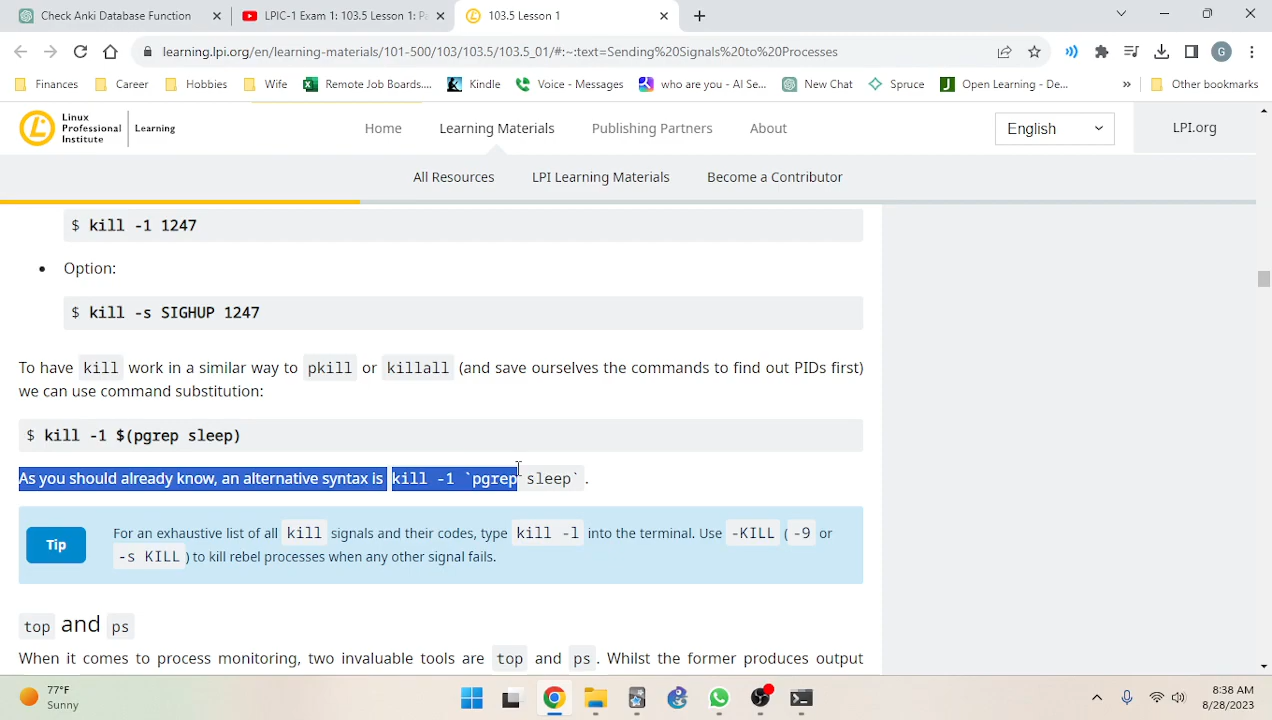 Check Anki Database Function
LPIC-1 Exam 1: 103.5 Lesson 1: P
103.5 Lesson 1
learning.lpi.org/en/learning-materials/101-500/103/103.5/103.5_01/#:~:text=Sending%20Signals%20to%20Processes
G
Finances
Career
Hobbies
Wife
Remote Job Boards....
Kindle
Voice - Messages
who are you - AI Se...
New Chat
Spruce
Open Learning - De...
»
Other bookmarks
Linux
Professional
Institute
Learning
Home
Learning Materials
Publishing Partners
About
English
LPI.org
All Resources
LPI Learning Materials
Become a Contributor
$ kill -1 1247
• Option:
$ kill -s SIGHUP 1247
To have kill work in a similar way to pkill or killall (and save ourselves the commands to find out PIDs first)
we can use command substitution:
$ kill -1 $(pgrep sleep)
As you should already know, an alternative syntax is kill -1 `pgrep sleep`.
Tip
For an exhaustive list of all kill signals and their codes, type kill -l into the terminal. Use -KILL (-9 or
-s KILL) to kill rebel processes when any other signal fails.
top and ps
When it comes to process monitoring, two invaluable tools are top and ps. Whilst the former produces output
77°F
Sunny
8:38 AM
8/28/2023